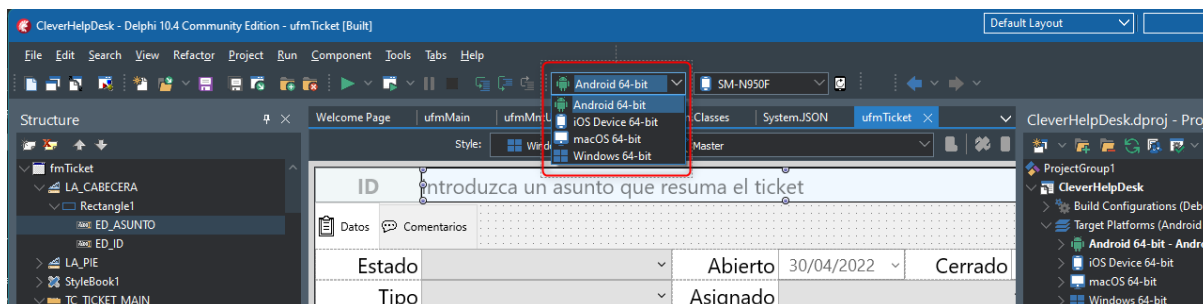 CleverHelpDesk - Delphi 10.4 Community Edition - ufmTicket [Built]
Default Layout
File Edit Search View Refactor Project Run Component Tools Tabs Help
Android 64-bit
SM-N950F
Android 64-bit
iOS Device 64-bit
macOS 64-bit
Windows 64-bit
Structure
Welcome Page
ufmMain
.Classes
System.JSON
ufmTicket
CleverHelpDesk.dproj
Style:
Master
fmTicket
LA_CABECERA
Rectangle1
ED_ASUNTO
ED_ID
LA_PIE
StyleBook1
TC_TICKET_MAIN
ID
Introduzca un asunto que resuma el ticket
Datos
Comentarios
Estado
Abierto
30/04/2022
Cerrado
Tipo
Asignado
ProjectGroup1
CleverHelpDesk
Build Configurations
Target Platforms (Android
Android 64-bit -
iOS Device 64-bit
macOS 64-bit
Windows 64-bit